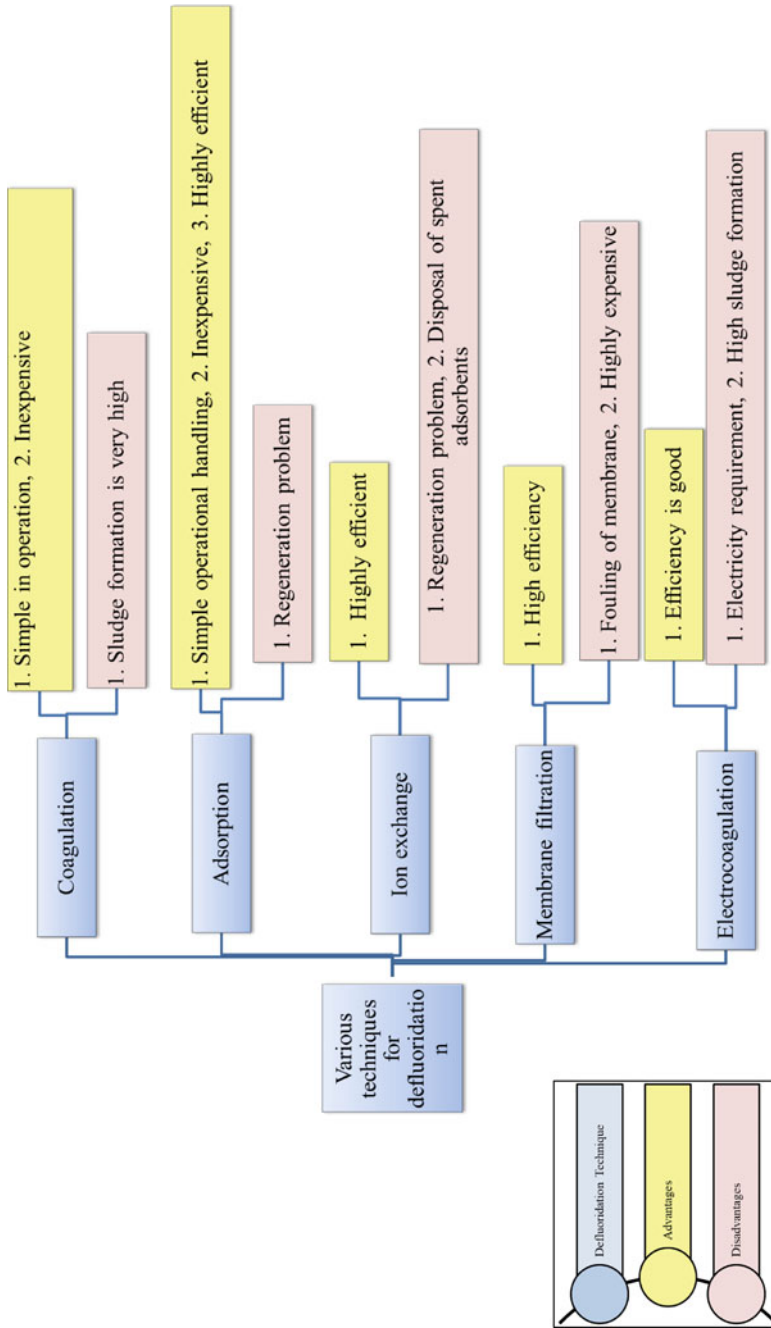 Various
techniques
for
defluoridatio
n
Coagulation
1. Simple in operation, 2. Inexpensive
1. Sludge formation is very high
Adsorption
1. Simple operational handling, 2. Inexpensive, 3. Highly efficient
1. Regeneration problem
Ion exchange
1. Highly efficient
1. Regeneration problem, 2. Disposal of spent
adsorbents
Membrane filtration
1. High efficiency
1. Fouling of membrane, 2. Highly expensive
Electrocoagulation
1. Efficiency is good
1. Electricity requirement, 2. High sludge formation
Defluoridation Technique
Advantages
Disadvantages